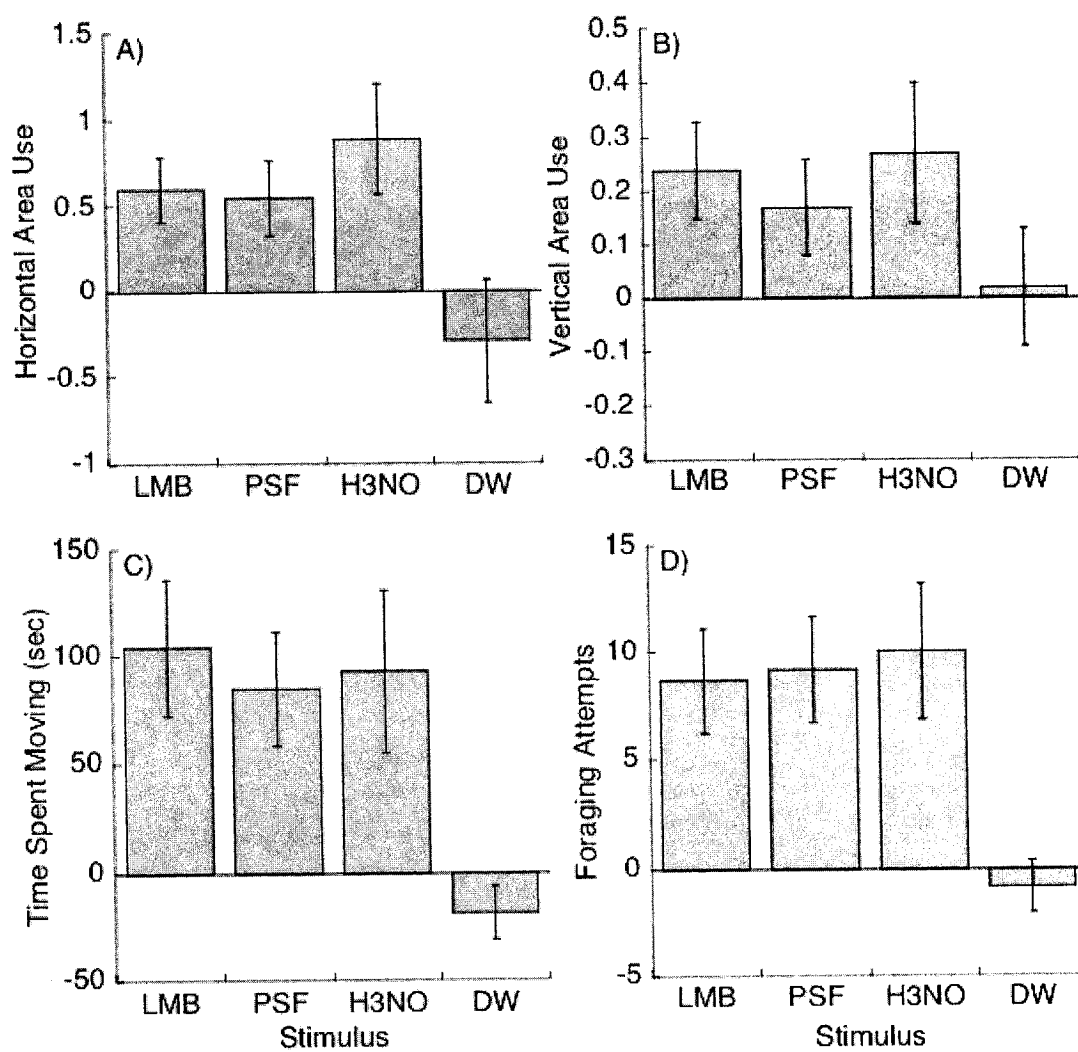 A)
Horizontal Area Use
1.5
1
0.5
0
-0.5
-1
LMB PSF H3NO DW
B)
Vertical Area Use
0.5
0.4
0.3
0.2
0.1
0
-0.1
-0.2
-0.3
LMB PSF H3NO DW
C)
Time Spent Moving (sec)
150
100
50
0
-50
LMB PSF H3NO DW
Stimulus
D)
Foraging Attempts
15
10
5
0
-5
LMB PSF H3NO DW
Stimulus